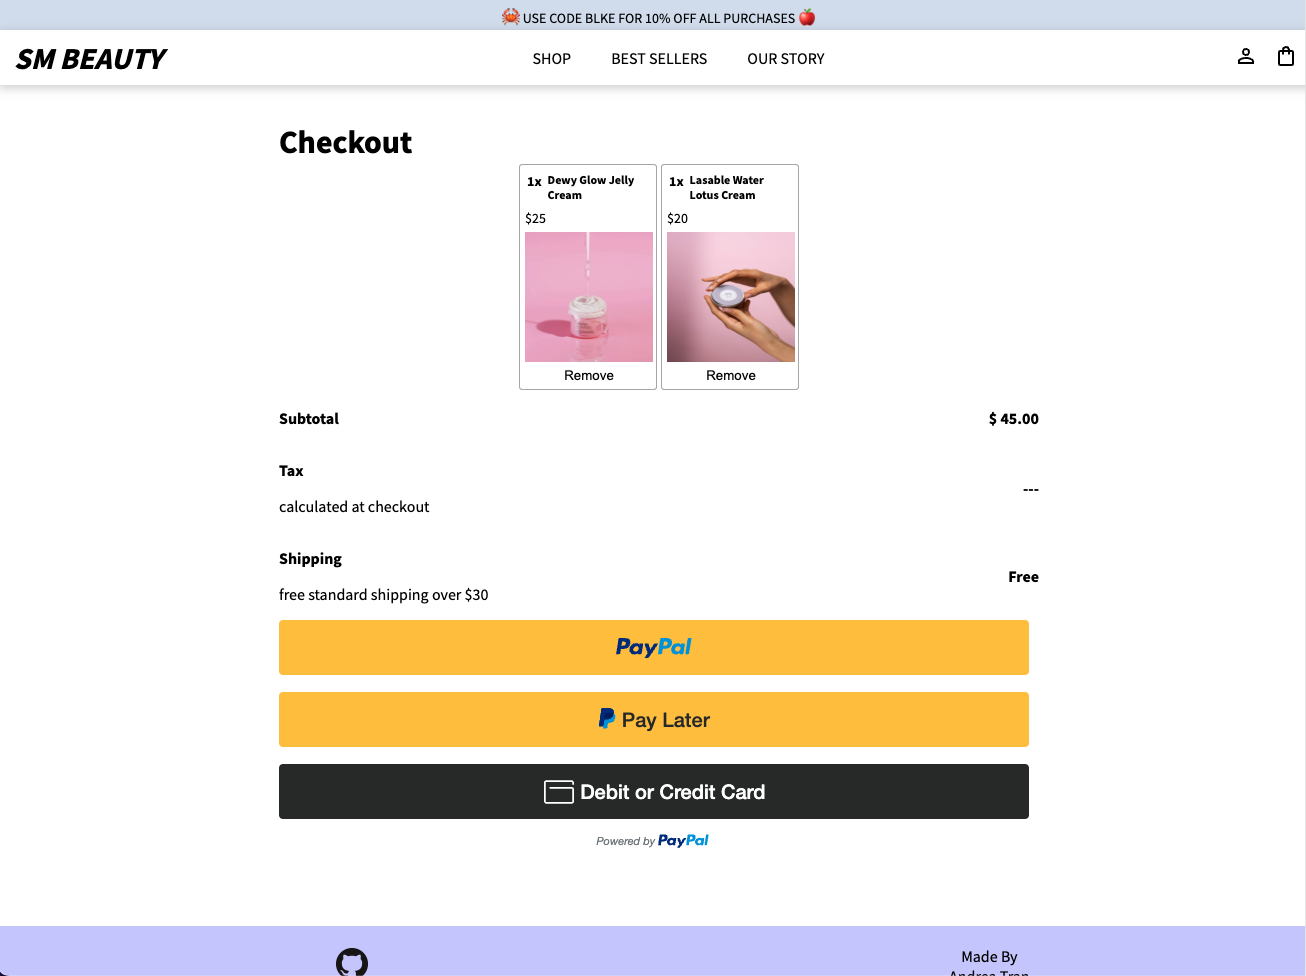 🦀 USE CODE BLKE FOR 10% OFF ALL PURCHASES 🍎
SM BEAUTY
SHOP
BEST SELLERS
OUR STORY
Checkout
1x Dewy Glow Jelly
Cream
$25
Remove
1x Lasable Water
Lotus Cream
$20
Remove
Subtotal
$ 45.00
Tax
calculated at checkout
---
Shipping
free standard shipping over $30
Free
PayPal
Pay Later
Debit or Credit Card
Powered by PayPal
Made By
Andrea Tran